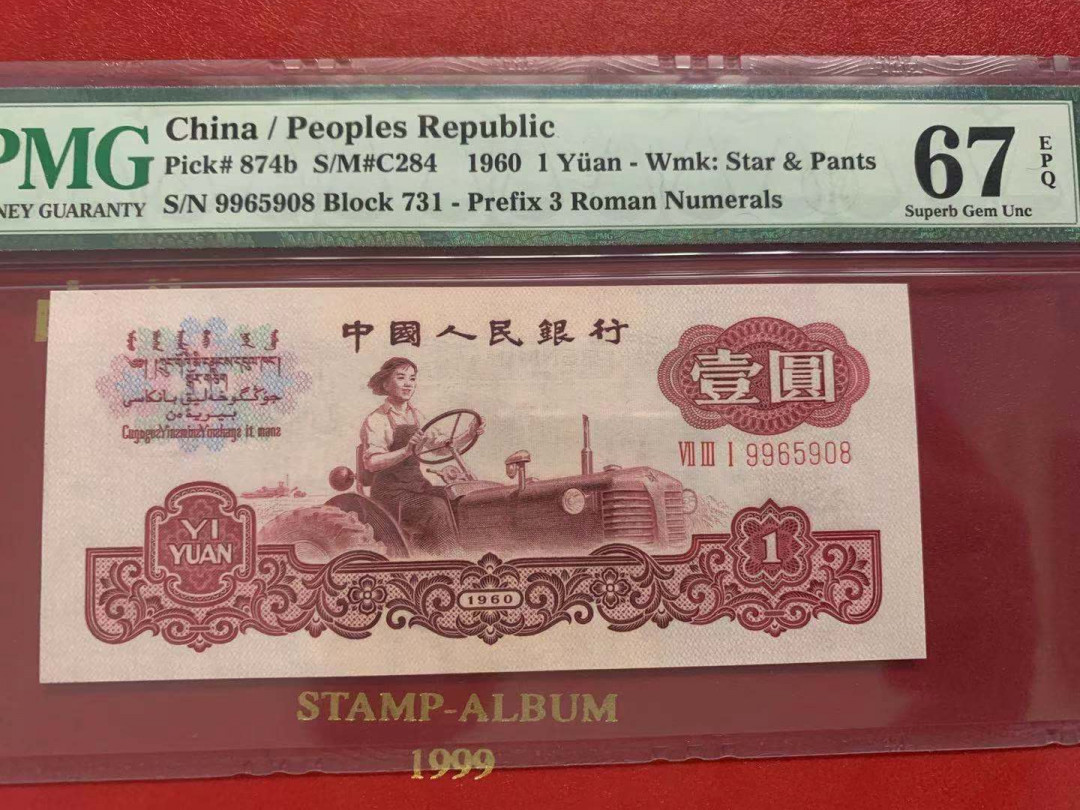 PMG
NEY GUARANTY
China / Peoples Republic
Pick# 874b S/M#C284 1960 1 Yüan - Wmk: Star & Pants
S/N 9965908 Block 731 - Prefix 3 Roman Numerals
67
EPQ
Superb Gem Unc
中國人民銀行
壹圓
VII III I 9965908
YI
YUAN
1960
1
STAMP-ALBUM
1999